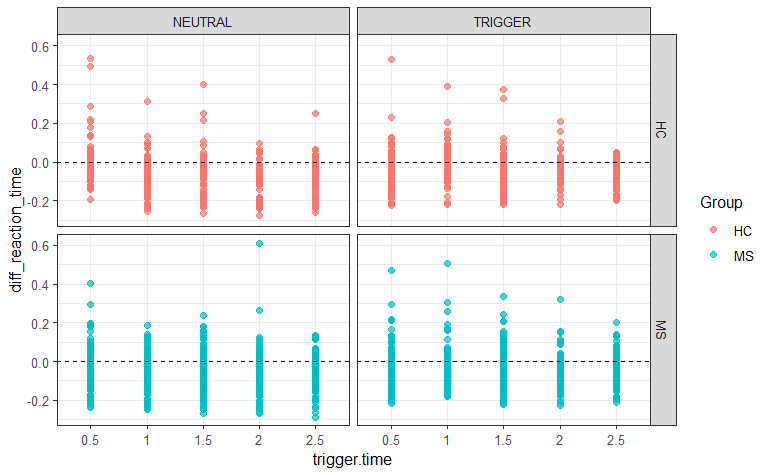 NEUTRAL TRIGGER
0.6
0.4
0.2
0.0
-0.2
HC
0.6
0.4
0.2
0.0
-0.2
MS
0.5 1 1.5 2 2.5 0.5 1 1.5 2 2.5
trigger.time
diff_reaction_time
Group
HC
MS